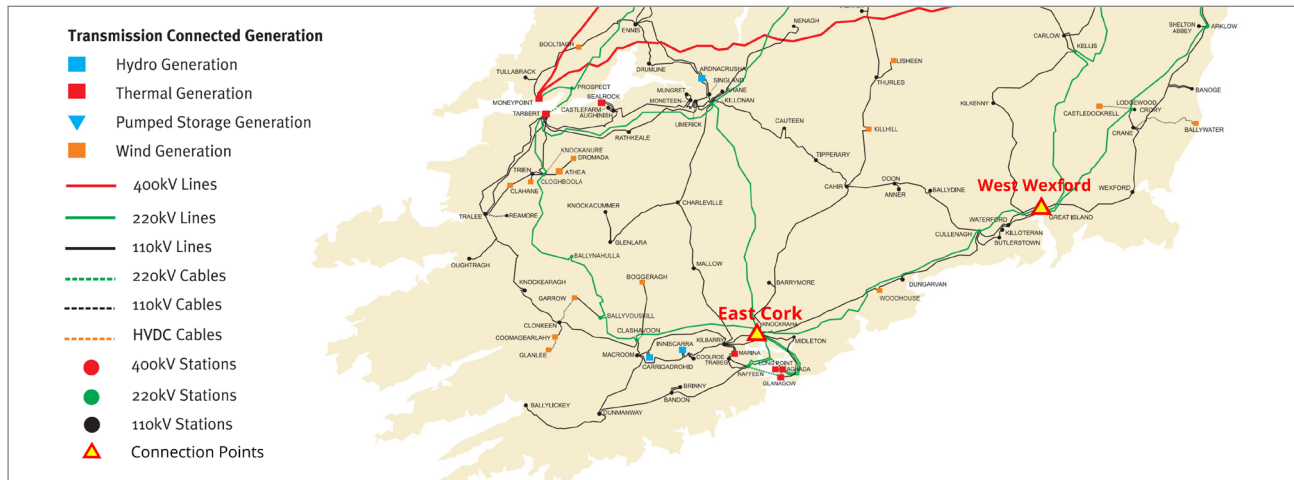 Transmission Connected Generation
Hydro Generation
Thermal Generation
Pumped Storage Generation
Wind Generation
400kV Lines
220kV Lines
110kV Lines
220kV Cables
110kV Cables
HVDC Cables
400kV Stations
220kV Stations
110kV Stations
Connection Points
NENAGH
ENNIS
BOOLTIAGH
DRUMLINE
ARDNACRUSHA
SINGLAND
AHANE
KILLONAN
LIMERICK
MUNGRET
MONETEEN
TULLABRACK
PROSPECT
MONEYPOINT
TARBERT
SEALROCK
CASTLEFARM
AUGHINISH
RATHKEALE
CAUTEEN
TIPPERARY
CAHIR
THURLES
LISHEEN
KILLHILL
KILKENNY
CARLOW
KELLIS
SHELTON
ABBEY
ARKLOW
BANOGE
LODGEWOOD
CRORY
CASTLEDOCKRELL
CRANE
BALLYWATER
WEXFORD
West Wexford
GREAT ISLAND
WATERFORD
KILLOTERAN
BUTLERSTOWN
CULLENAGH
DOON
ANNER
BALLYDINE
DUNGARVAN
WOODHOUSE
KNOCKANURE
DROMADA
TRIEN
ATHEA
CLOGHBOOLA
CLAHANE
TRALEE
REAMORE
OUGHTRAGH
KNOCKACUMMER
GLENLARA
CHARLEVILLE
MALLOW
BALLYNAHULLA
KNOCKEARAGH
GARROW
BOGGERAGH
BALLYVOUSKILL
CLONKEEN
COOMAGEARLAHY
GLANLEE
CLASHAVOON
MACROOM
INNISCARRA
CARRIGADROHID
COOLROE
KILBARRY
TRABEG
MARINA
RAFFEEN
BARRYMORE
East Cork
KNOCKRAHA
MIDLETON
LONGPOINT
AGHADA
GLANAGOW
BRINNY
BANDON
DUNMANWAY
BALLYLICKEY